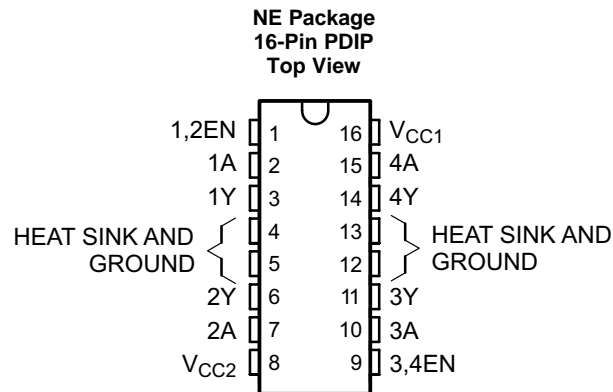 NE Package
16-Pin PDIP
Top View
1,2EN 1 16 VCC1
1A 2 15 4A
1Y 3 14 4Y
HEAT SINK AND GROUND 4 13 HEAT SINK AND GROUND
5 12
2Y 6 11 3Y
2A 7 10 3A
VCC2 8 9 3,4EN